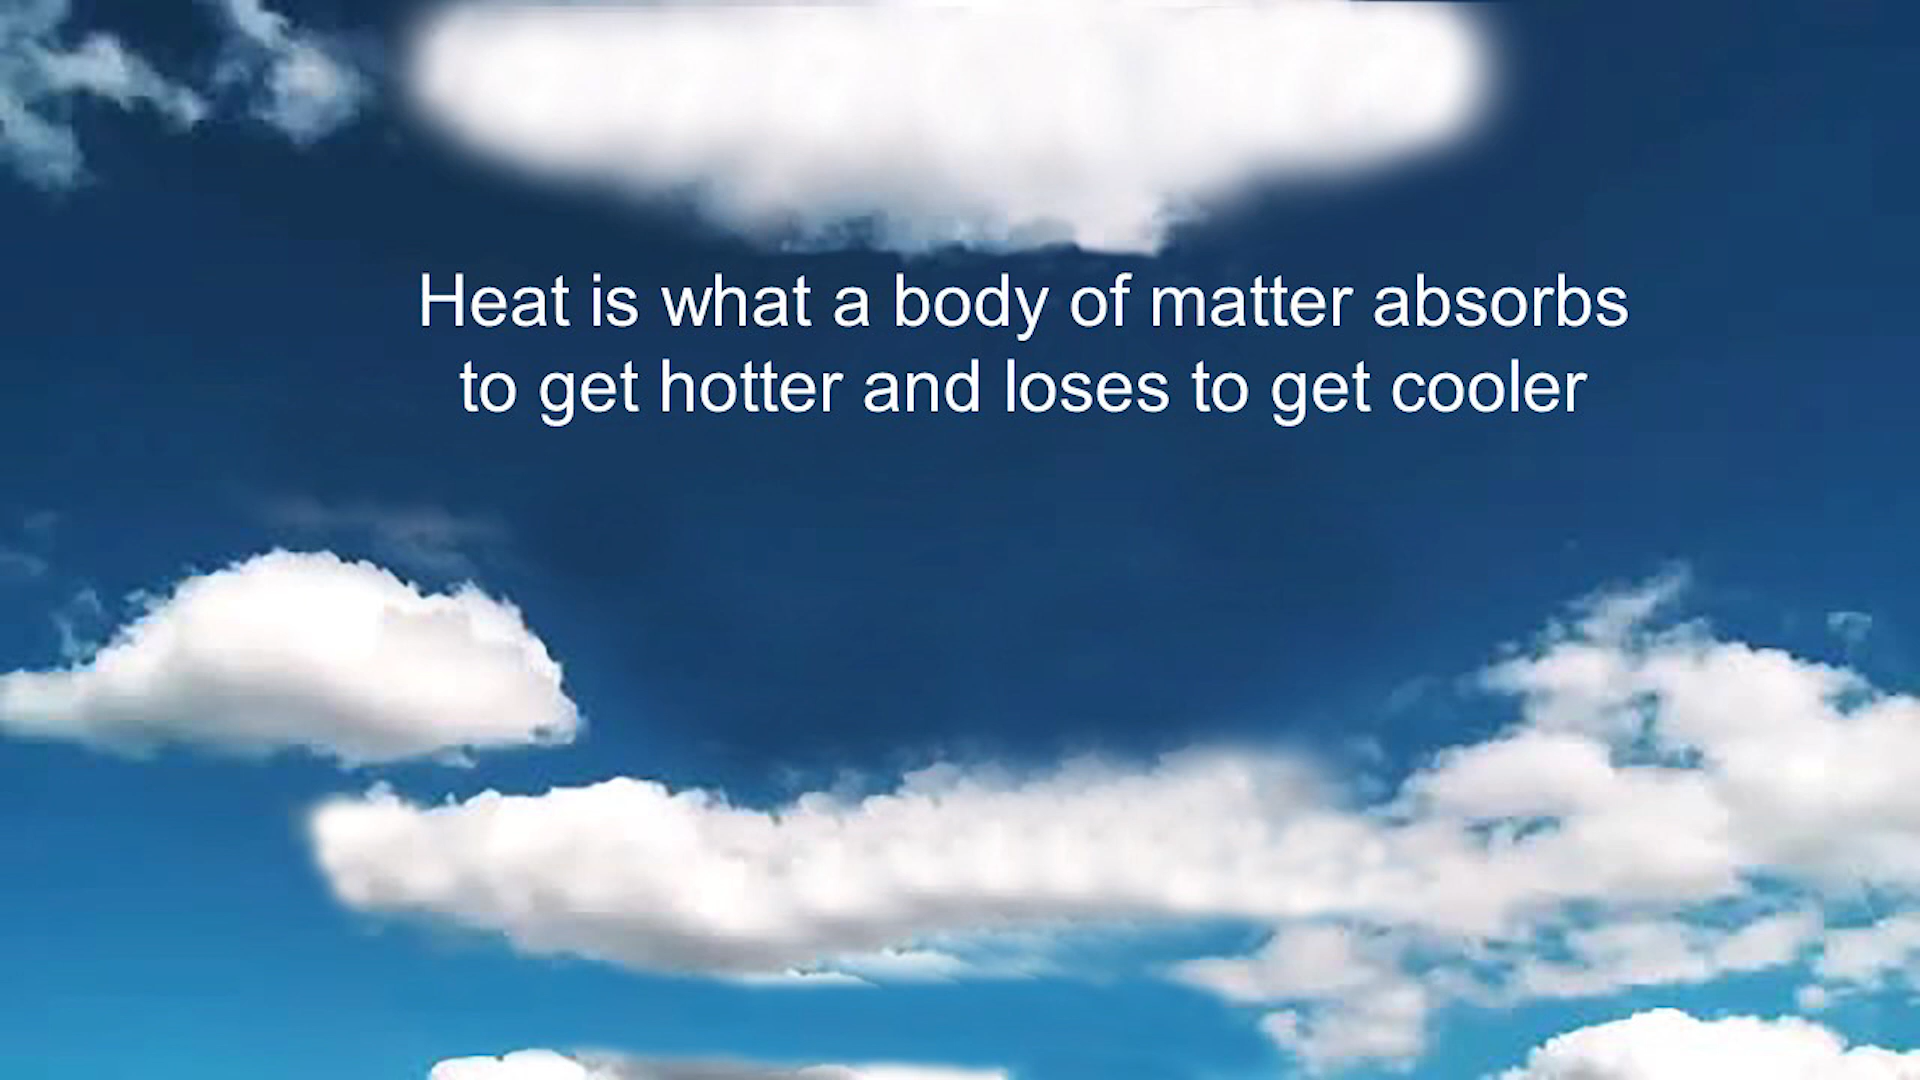 Heat is what a body of matter absorbs
to get hotter and loses to get cooler